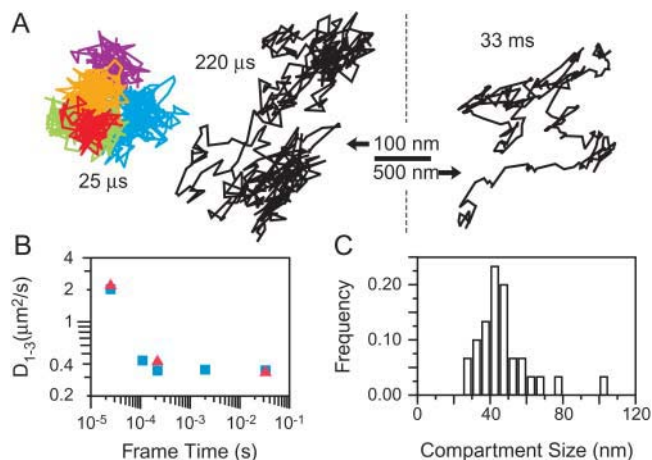 A
25 μs
220 μs
100 nm
500 nm
33 ms
B
D1-3(μm²/s)
4
2
1
0.4
0.2
10-5
10-4
10-3
10-2
10-1
Frame Time (s)
C
Frequency
0.20
0.10
0.00
0
40
80
120
Compartment Size (nm)